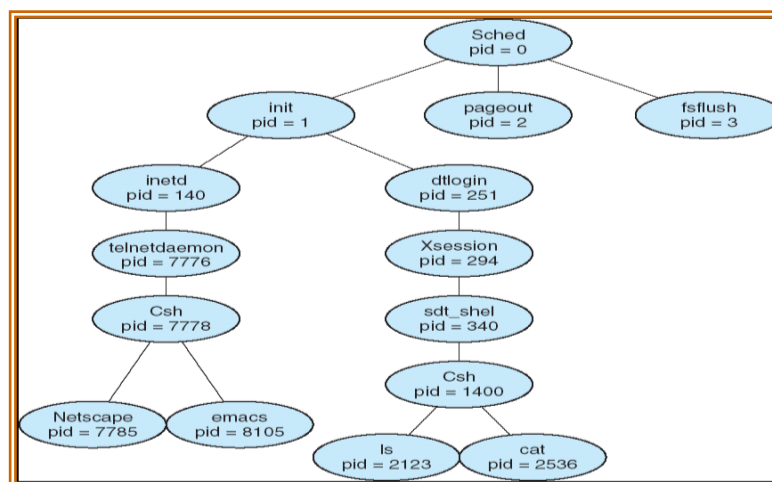 Sched
pid = 0
init
pid = 1
pageout
pid = 2
fsflush
pid = 3
inetd
pid = 140
dtlogin
pid = 251
telnetdaemon
pid = 7776
Xsession
pid = 294
Csh
pid = 7778
sdt_shel
pid = 340
Csh
pid = 1400
Netscape
pid = 7785
emacs
pid = 8105
ls
pid = 2123
cat
pid = 2536